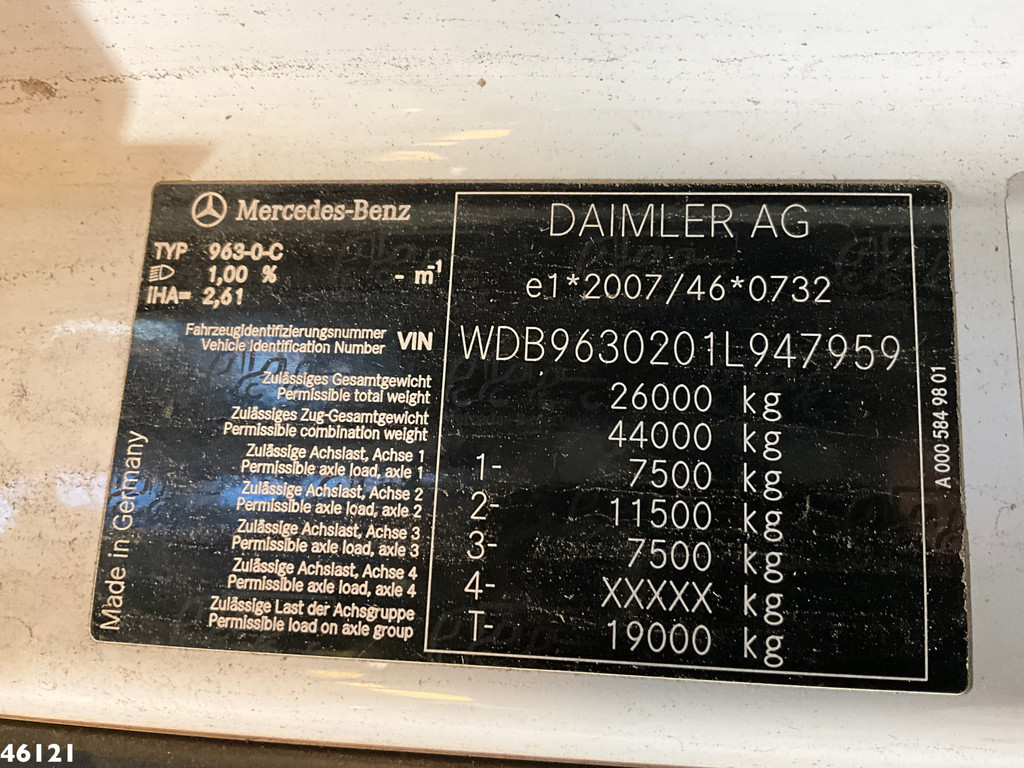 Mercedes-Benz
TYP 963-0-C
1,00 % - m-1
IHA= 2,61
DAIMLER AG
e1*2007/46*0732
Fahrzeugidentifizierungsnummer
Vehicle Identification Number
VIN WDB9630201L947959
Zulässiges Gesamtgewicht
Permissible total weight
26000 kg
Zulässiges Zug-Gesamtgewicht
Permissible combination weight
44000 kg
Zulässige Achslast, Achse 1
Permissible axle load, axle 1
1- 7500 kg
Zulässige Achslast, Achse 2
Permissible axle load, axle 2
2- 11500 kg
Zulässige Achslast, Achse 3
Permissible axle load, axle 3
3- 7500 kg
Zulässige Achslast, Achse 4
Permissible axle load, axle 4
4- XXXXX kg
Zulässige Last der Achsgruppe
Permissible load on axle group
T- 19000 kg
Made in Germany
A 000 584 98 01
46121